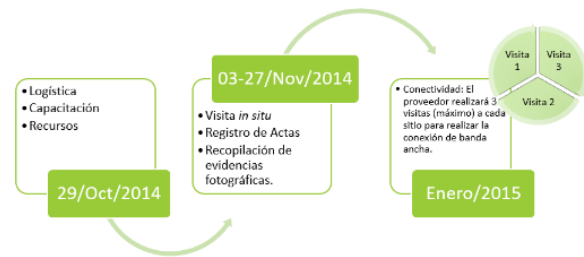 • Logística
• Capacitación
• Recursos
29/Oct/2014
03-27/Nov/2014
• Visita in situ
• Registro de Actas
• Recopilación de
evidencias
fotográficas.
• Conectividad: El
proveedor realizará 3
visitas (máximo) a cada
sitio para realizar la
conexión de banda
ancha.
Enero/2015
Visita
1
Visita
3
Visita 2